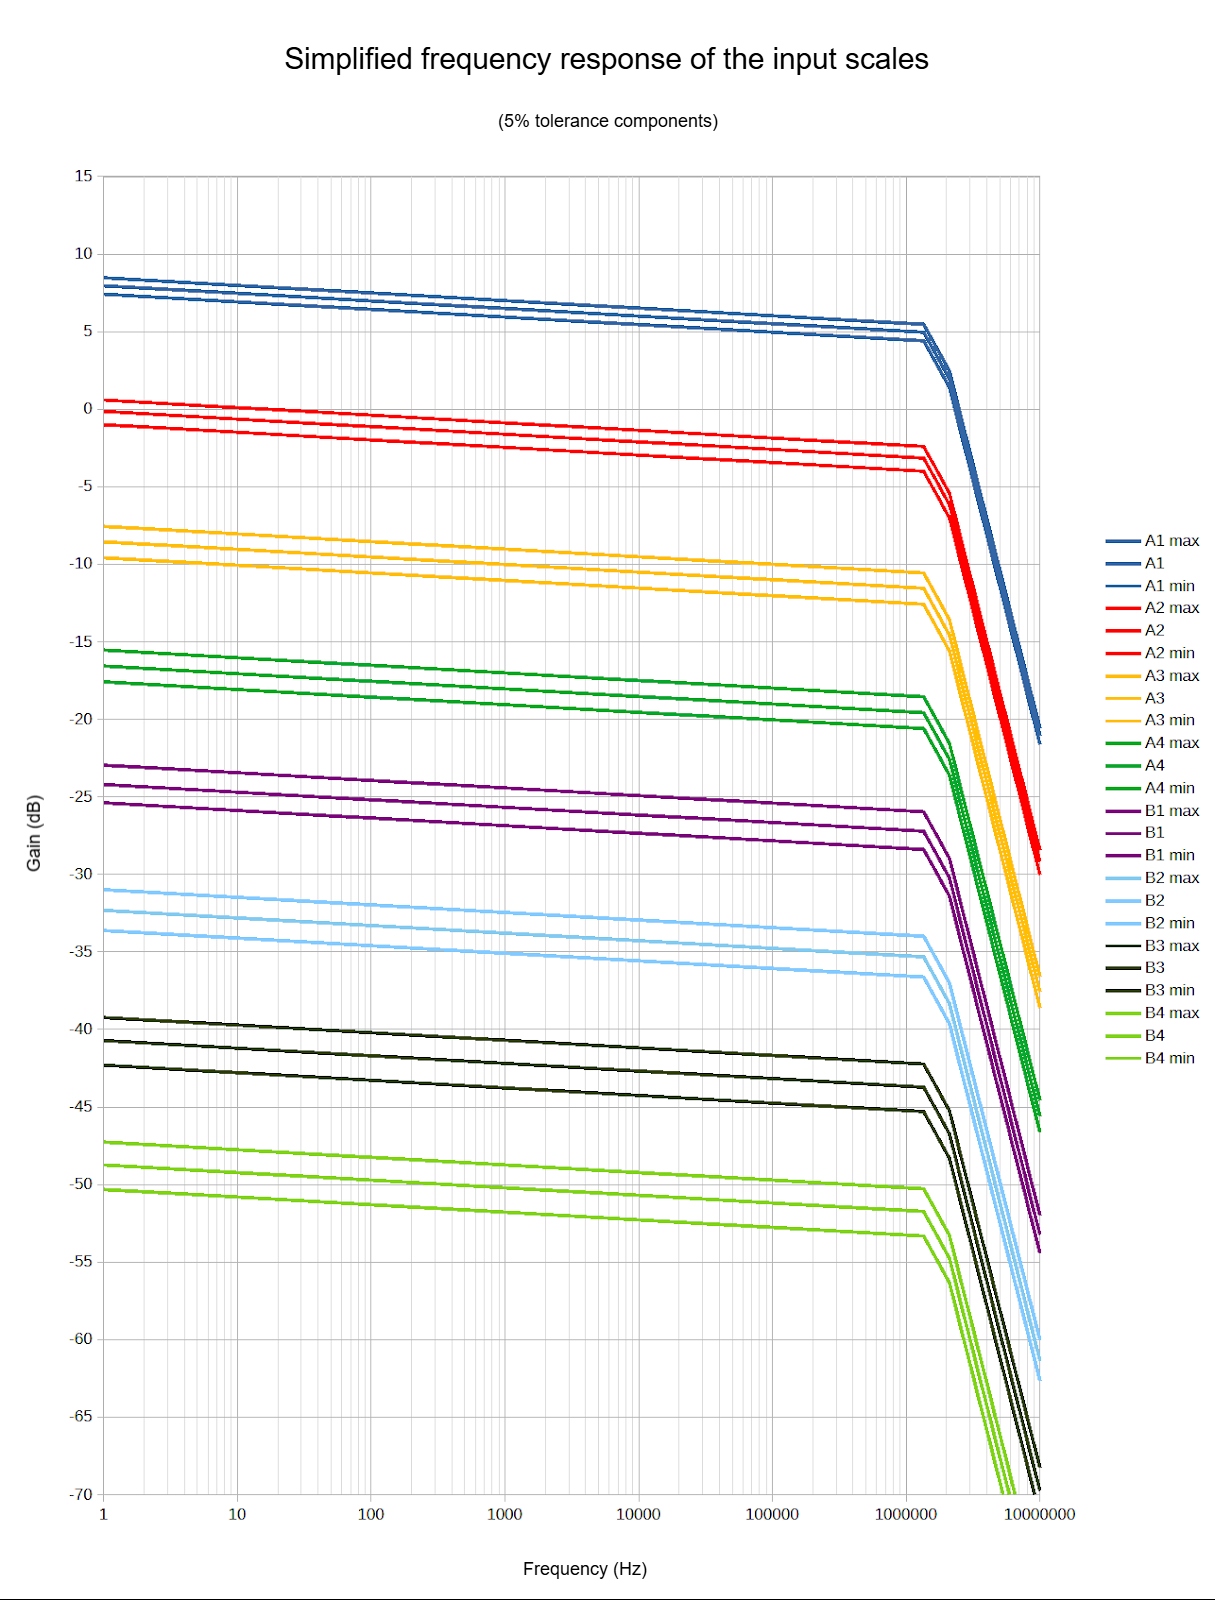 Simplified frequency response of the input scales
(5% tolerance components)
15
10
5
0
-5
-10
-15
-20
-25
-30
-35
-40
-45
-50
-55
-60
-65
-70
Gain (dB)
1 10 100 1000 10000 100000 1000000 10000000
Frequency (Hz)
A1 max
A1
A1 min
A2 max
A2
A2 min
A3 max
A3
A3 min
A4 max
A4
A4 min
B1 max
B1
B1 min
B2 max
B2
B2 min
B3 max
B3
B3 min
B4 max
B4
B4 min